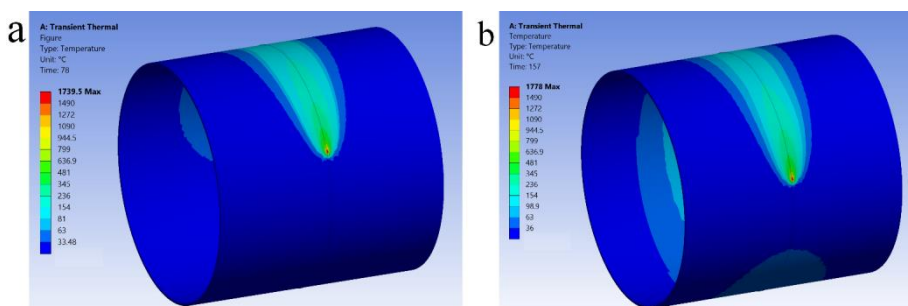 a
A: Transient Thermal
Figure
Type: Temperature
Unit: °C
Time: 78
1739.5 Max
1490
1272
1090
944.5
799
636.9
481
345
236
154
81
63
33.48
b
A: Transient Thermal
Temperature
Type: Temperature
Unit: °C
Time: 157
1778 Max
1490
1272
1090
944.5
799
636.9
481
345
236
154
98.9
63
36